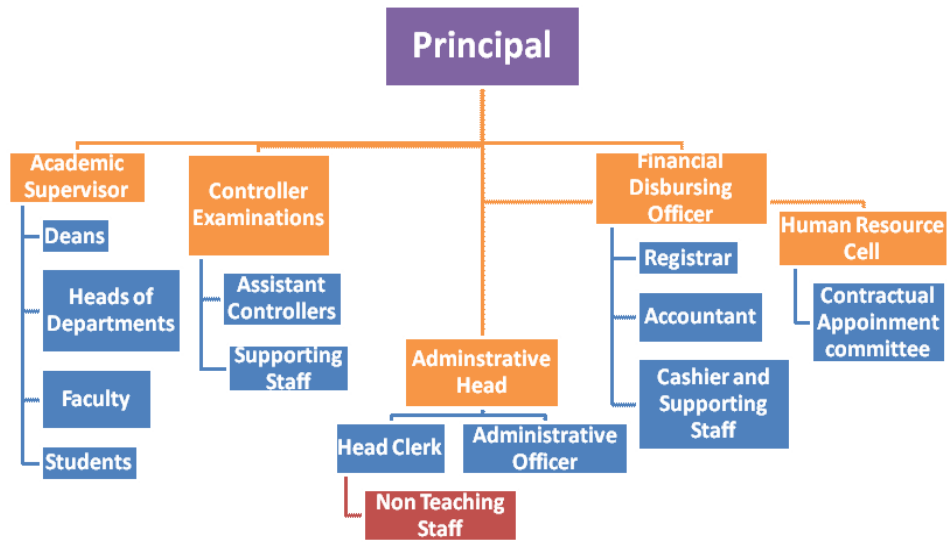 Principal
Academic
Supervisor
Deans
Heads of
Departments
Faculty
Students
Controller
Examinations
Assistant
Controllers
Supporting
Staff
Adminstrative
Head
Head Clerk
Administrative
Officer
Non Teaching
Staff
Financial
Disbursing
Officer
Registrar
Accountant
Cashier and
Supporting
Staff
Human Resource
Cell
Contractual
Appoinment
committee